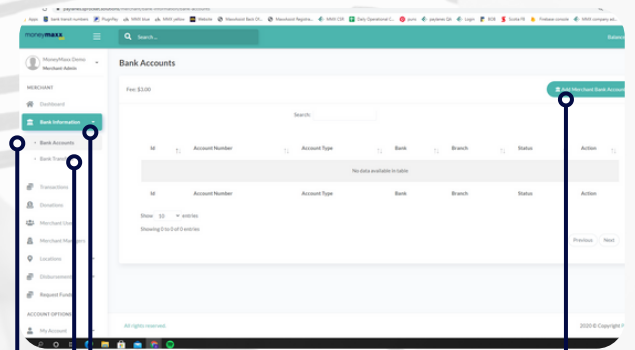 moneymaxx
Search...
Balance
MoneyMaxx Demo
Merchant Admin
Bank Accounts
MERCHANT
Dashboard
Bank Information
Bank Accounts
Bank Transf
Transactions
Donations
Merchant Use
Merchant Managers
Locations
Disbursement
Request Fund
ACCOUNT OPTIONS
My Account
Fee: $3.00
Add Merchant Bank Account
Search:
Id Account Number Account Type Bank Branch Status Action
No data available in table
Id Account Number Account Type Bank Branch Status Action
Show 10 entries
Showing 0 to 0 of 0 entries
Previous Next
All rights reserved.
2020 © Copyright